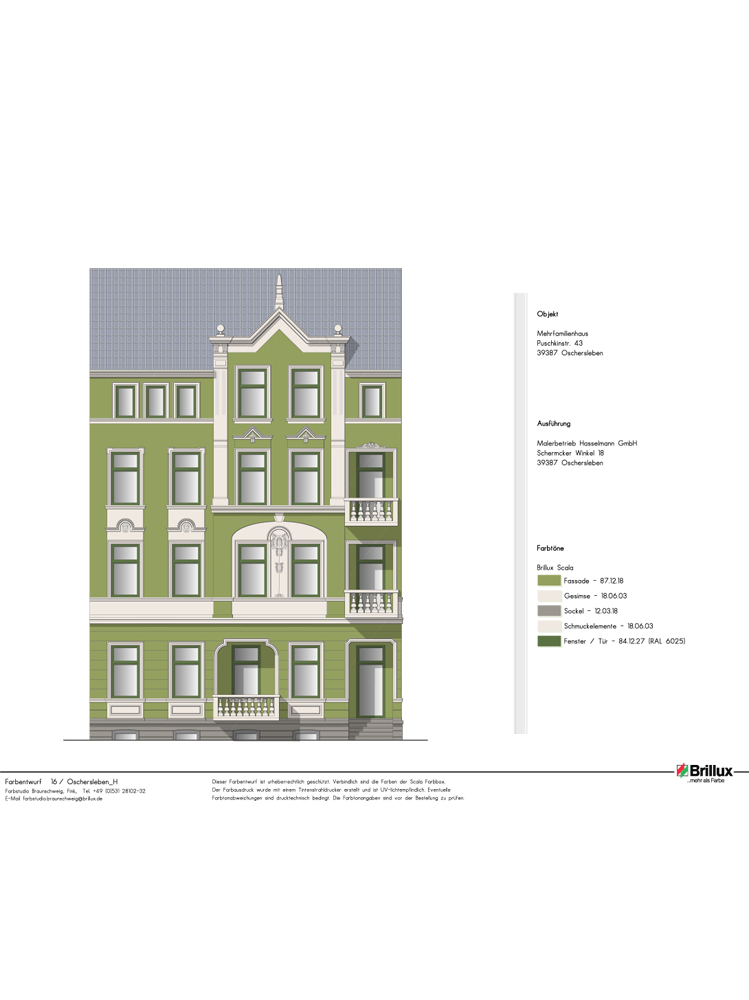 Objekt
Mehrfamilienhaus
Puschkinstr. 43
39387 Oschersleben
Ausführung
Malerbetrieb Hasselmann GmbH
Schermcker Winkel 18
39387 Oschersleben
Farbtöne
Brillux Scala
Fassade - 87.12.18
Gesimse - 18.06.03
Sockel - 12.03.18
Schmuckelemente - 18.06.03
Fenster / Tür - 84.12.27 (RAL 6025)
Brillux
..mehr als Farbe
Farbentwurf 16 / Oschersleben_H
Farbstudio Braunschweig, Fink, Tel. +49 (0)531 28102-32
E-Mail farbstudio.braunschweig@brillux.de
Dieser Farbentwurf ist urheberrechtlich geschützt. Verbindlich sind die Farben der Scala Farbbox.
Der Farbausdruck wurde mit einem Tintenstrahldrucker erstellt und ist UV-lichtempfindlich. Eventuelle
Farbtonabweichungen sind drucktechnisch bedingt. Die Farbtonangaben sind vor der Bestellung zu prüfen